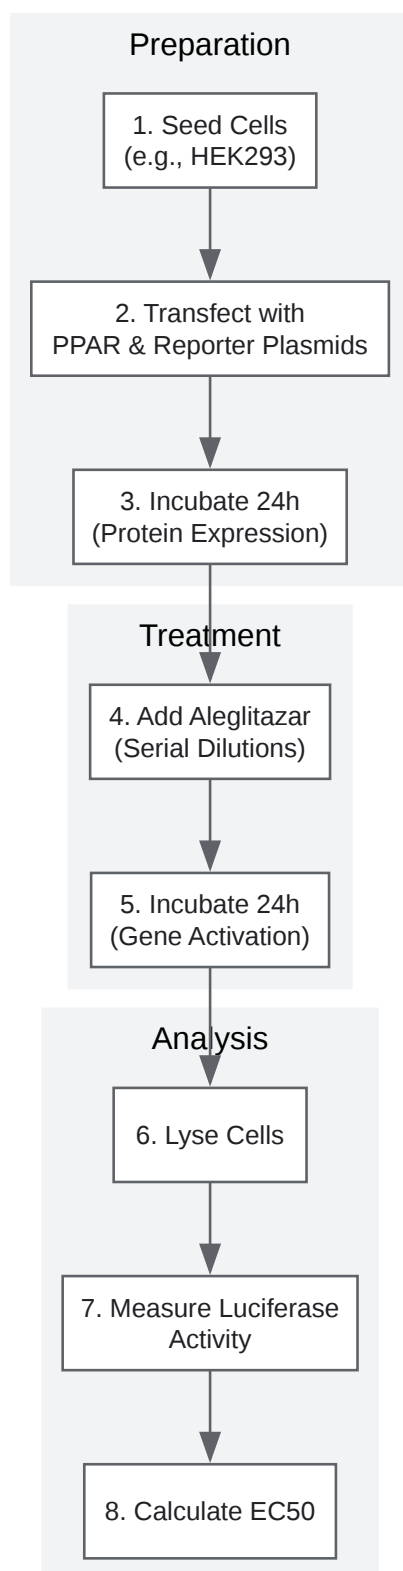 Preparation
1. Seed Cells
(e.g., HEK293)
2. Transfect with
PPAR & Reporter Plasmids
3. Incubate 24h
(Protein Expression)
Treatment
4. Add Aleglitazar
(Serial Dilutions)
5. Incubate 24h
(Gene Activation)
Analysis
6. Lyse Cells
7. Measure Luciferase
Activity
8. Calculate EC50